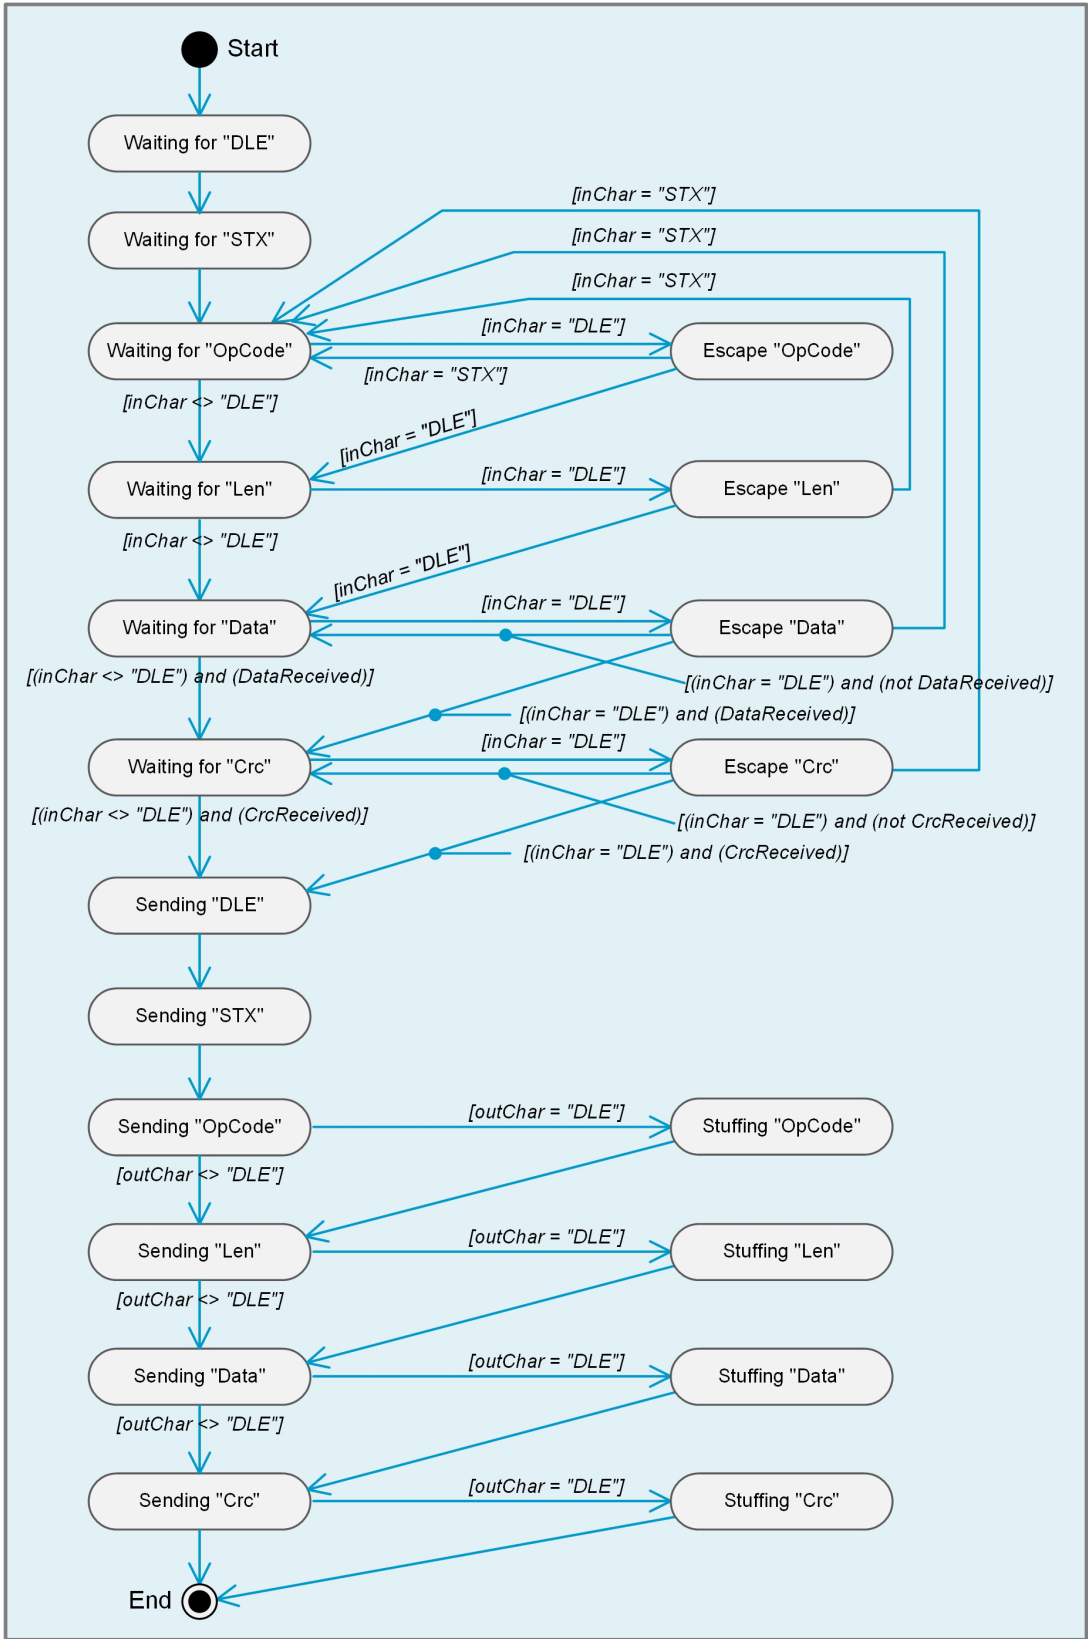 Start
Waiting for "DLE"
[inChar = "STX"]
Waiting for "STX"
[inChar = "STX"]
[inChar = "STX"]
[inChar = "DLE"]
Waiting for "OpCode"
Escape "OpCode"
[inChar = "STX"]
[inChar <> "DLE"]
[inChar = "DLE"]
[inChar = "DLE"]
Waiting for "Len"
Escape "Len"
[inChar <> "DLE"]
[inChar = "DLE"]
[inChar = "DLE"]
Waiting for "Data"
Escape "Data"
[(inChar <> "DLE") and (DataReceived)]
[(inChar = "DLE") and (not DataReceived)]
[(inChar = "DLE") and (DataReceived)]
[inChar = "DLE"]
Waiting for "Crc"
Escape "Crc"
[(inChar <> "DLE") and (CrcReceived)]
[(inChar = "DLE") and (not CrcReceived)]
[(inChar = "DLE") and (CrcReceived)]
Sending "DLE"
Sending "STX"
[outChar = "DLE"]
Sending "OpCode"
Stuffing "OpCode"
[outChar <> "DLE"]
[outChar = "DLE"]
Sending "Len"
Stuffing "Len"
[outChar <> "DLE"]
[outChar = "DLE"]
Sending "Data"
Stuffing "Data"
[outChar <> "DLE"]
[outChar = "DLE"]
Sending "Crc"
Stuffing "Crc"
End